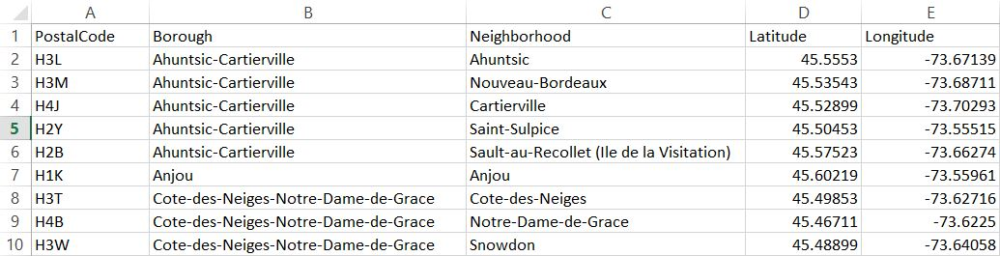 A B C D E
1 PostalCode Borough Neighborhood Latitude Longitude
2 H3L Ahuntsic-Cartierville Ahuntsic 45.5553 -73.67139
3 H3M Ahuntsic-Cartierville Nouveau-Bordeaux 45.53543 -73.68711
4 H4J Ahuntsic-Cartierville Cartierville 45.52899 -73.70293
5 H2Y Ahuntsic-Cartierville Saint-Sulpice 45.50453 -73.55515
6 H2B Ahuntsic-Cartierville Sault-au-Recollet (Ile de la Visitation) 45.57523 -73.66274
7 H1K Anjou Anjou 45.60219 -73.55961
8 H3T Cote-des-Neiges-Notre-Dame-de-Grace Cote-des-Neiges 45.49853 -73.62716
9 H4B Cote-des-Neiges-Notre-Dame-de-Grace Notre-Dame-de-Grace 45.46711 -73.6225
10 H3W Cote-des-Neiges-Notre-Dame-de-Grace Snowdon 45.48899 -73.64058